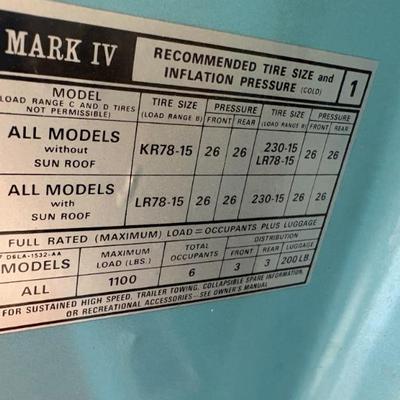 MARK IV
RECOMMENDED TIRE SIZE and
INFLATION PRESSURE (COLD)
1
MODEL
(LOAD RANGE C AND D TIRES
NOT PERMISSIBLE)
TIRE SIZE
(LOAD RANGE B)
PRESSURE
FRONT REAR
TIRE SIZE
(LOAD RANGE B)
PRESSURE
FRONT REAR
ALL MODELS
without
SUN ROOF
KR78-15 26 26 230-15
LR78-15 26 26
ALL MODELS
with
SUN ROOF
LR78-15 26 26 230-15 26 26
FULL RATED (MAXIMUM) LOAD=OCCUPANTS PLUS LUGGAGE
D6LA-1532-AA
MODELS
MAXIMUM
LOAD (LBS.)
TOTAL
OCCUPANTS
DISTRIBUTION
FRONT REAR LUGGAGE
ALL 1100 6 3 3 200 LB.
FOR SUSTAINED HIGH SPEED, TRAILER TOWING, COLLAPSIBLE SPARE INFORMATION,
OR RECREATIONAL ACCESSORIES—SEE OWNER'S MANUAL